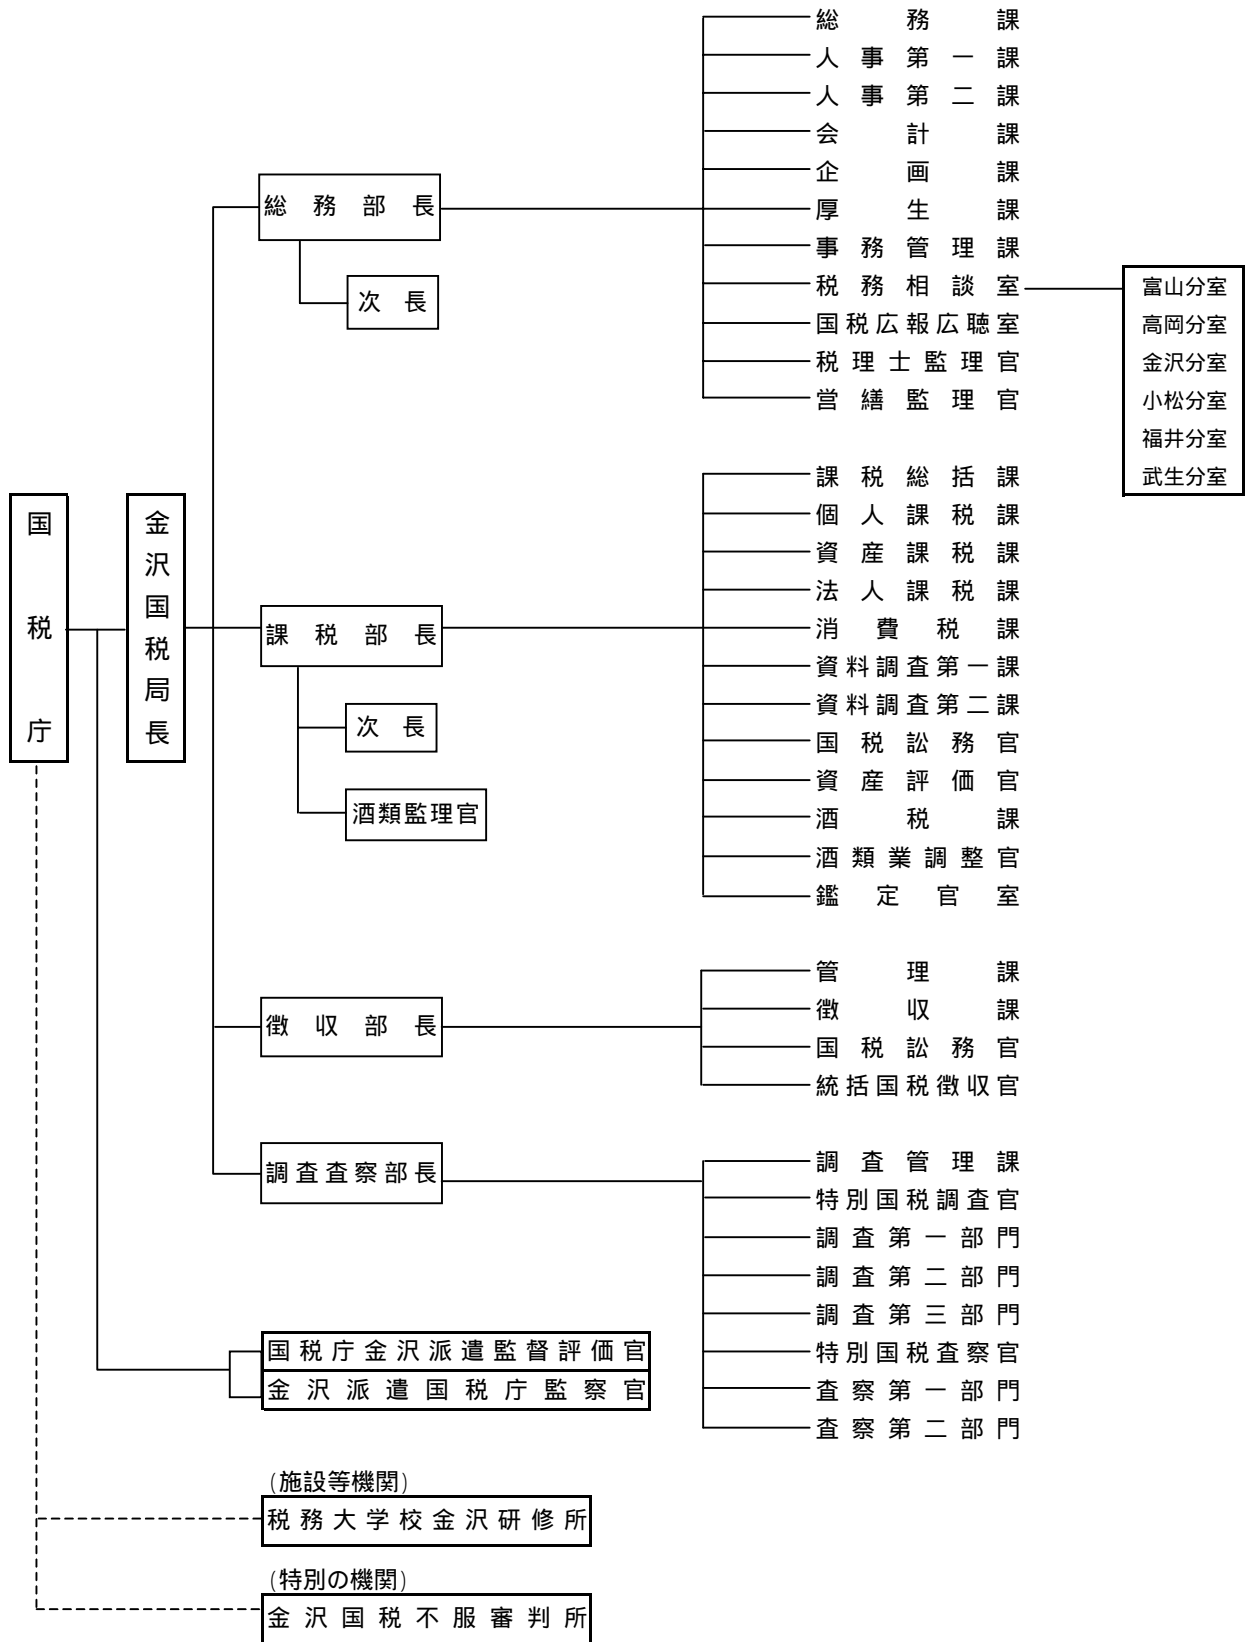 国税庁
金沢国税局長
総務部長
次長
総務課
人事第一課
人事第二課
会計課
企画課
厚生課
事務管理課
税務相談室
国税広報広聴室
税理士監理官
営繕監理官
富山分室
高岡分室
金沢分室
小松分室
福井分室
武生分室
課税部長
次長
酒類監理官
課税総括課
個人課税課
資産課税課
法人課税課
消費税課
資料調査第一課
資料調査第二課
国税訟務官
資産評価官
酒税課
酒類業調整官
鑑定官室
徴収部長
管理課
徴収課
国税訟務官
統括国税徴収官
調査査察部長
調査管理課
特別国税調査官
調査第一部門
調査第二部門
調査第三部門
特別国税査察官
査察第一部門
査察第二部門
国税庁金沢派遣監督評価官
金沢派遣国税庁監察官
(施設等機関)
税務大学校金沢研修所
(特別の機関)
金沢国税不服審判所